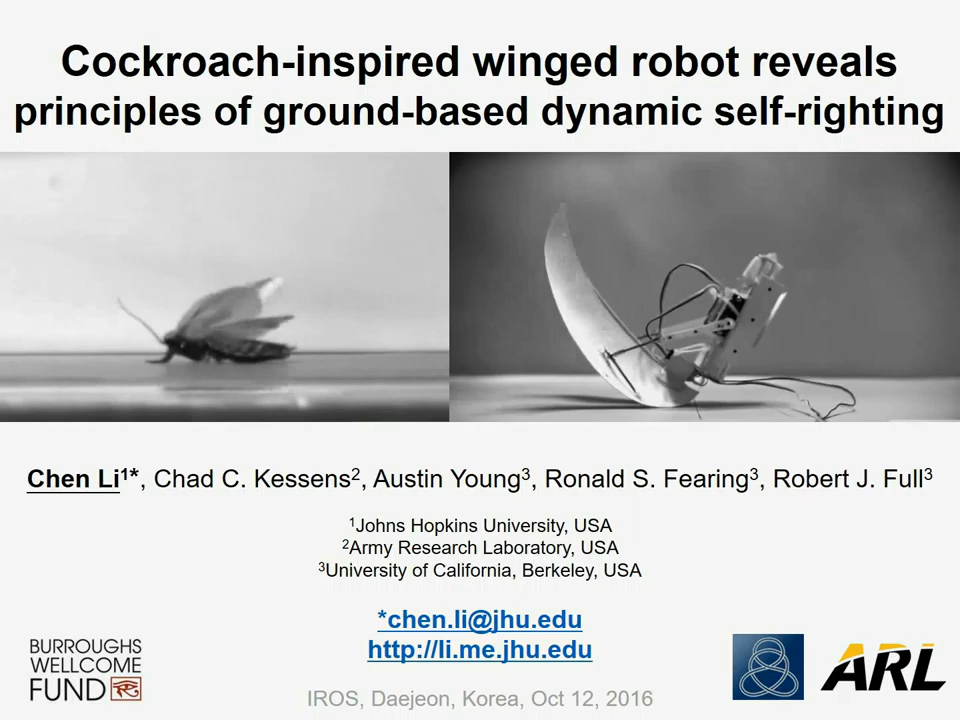 Cockroach-inspired winged robot reveals
principles of ground-based dynamic self-righting
Chen Li¹*, Chad C. Kessens², Austin Young³, Ronald S. Fearing³, Robert J. Full³
¹Johns Hopkins University, USA
²Army Research Laboratory, USA
³University of California, Berkeley, USA
*chen.li@jhu.edu
http://li.me.jhu.edu
BURROUGHS
WELLCOME
FUND
ARL
IROS, Daejeon, Korea, Oct 12, 2016